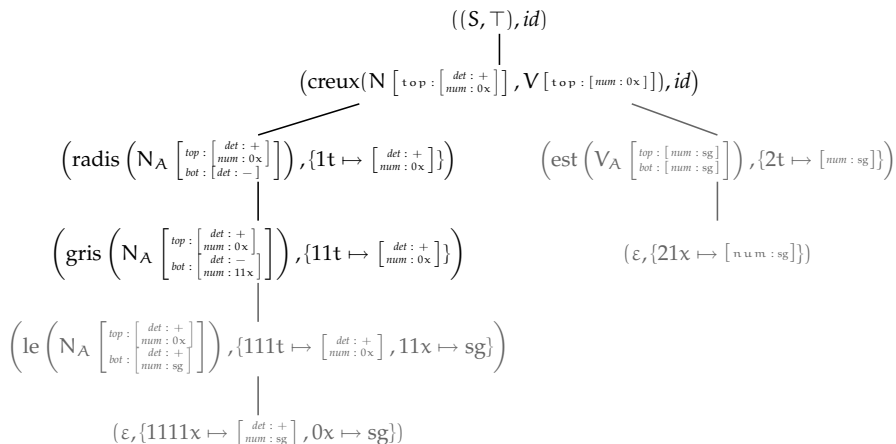 ((S, ⊤), id)
(creux(N [top : [det : + num : 0x]], V [top : [num : 0x]]), id)
(radis (N_A [top : [det : + num : 0x] bot : [det : −]]), {1t ↦ [det : + num : 0x]}) (est (V_A [top : [num : sg] bot : [num : sg]]), {2t ↦ [num : sg]})
(gris (N_A [top : [det : + num : 0x] bot : [det : − num : 11x]]), {11t ↦ [det : + num : 0x]}) (ε, {21x ↦ [num : sg]})
(le (N_A [top : [det : + num : 0x] bot : [det : + num : sg]]), {111t ↦ [det : + num : 0x], 11x ↦ sg})
(ε, {1111x ↦ [det : + num : sg], 0x ↦ sg})